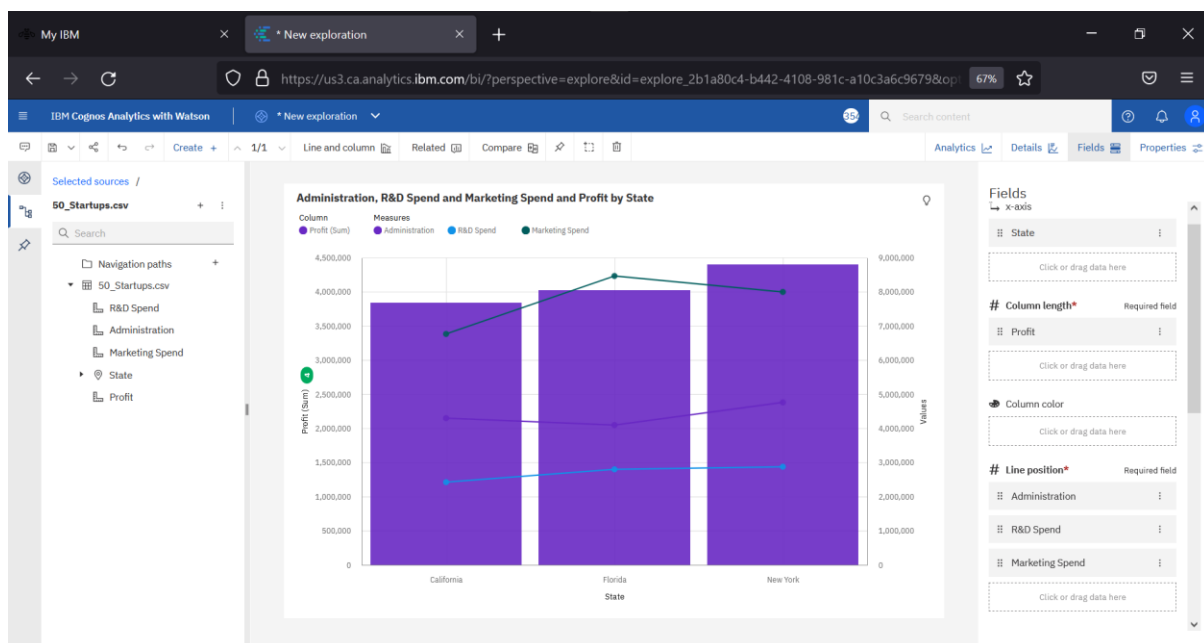 My IBM
* New exploration
https://us3.ca.analytics.ibm.com/bi/?perspective=explore&id=explore_2b1a80c4-b442-4108-981c-a10c3a6c9679&opt
67%
IBM Cognos Analytics with Watson
* New exploration
354
Search content
Create +
1/1
Line and column
Related
Compare
Analytics
Details
Fields
Properties
Selected sources /
50_Startups.csv
Search
Navigation paths
50_Startups.csv
R&D Spend
Administration
Marketing Spend
State
Profit
Administration, R&D Spend and Marketing Spend and Profit by State
Column
Measures
Profit (Sum)
Administration
R&D Spend
Marketing Spend
4,500,000
4,000,000
3,500,000
3,000,000
2,500,000
2,000,000
1,500,000
1,000,000
500,000
0
Profit (Sum)
4
9,000,000
8,000,000
7,000,000
6,000,000
5,000,000
4,000,000
3,000,000
2,000,000
1,000,000
0
Values
California
Florida
New York
State
Fields
x-axis
State
Click or drag data here
# Column length*
Required field
Profit
Click or drag data here
Column color
Click or drag data here
# Line position*
Required field
Administration
R&D Spend
Marketing Spend
Click or drag data here